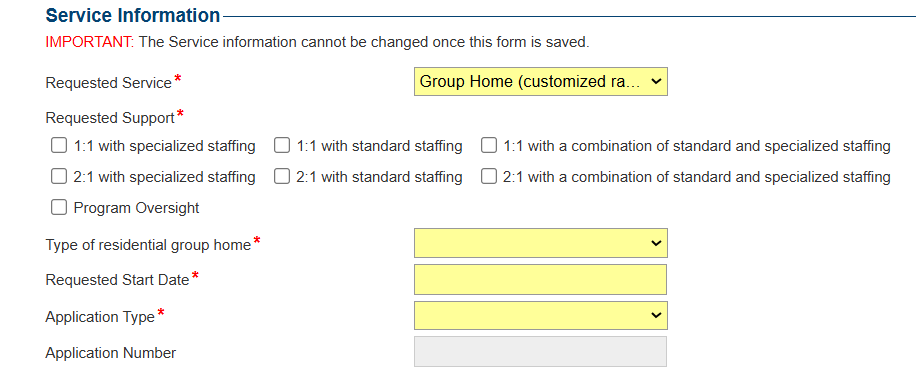 Service Information
IMPORTANT: The Service information cannot be changed once this form is saved.
Requested Service* Group Home (customized ra...
Requested Support*
1:1 with specialized staffing 1:1 with standard staffing 1:1 with a combination of standard and specialized staffing
2:1 with specialized staffing 2:1 with standard staffing 2:1 with a combination of standard and specialized staffing
Program Oversight
Type of residential group home*
Requested Start Date*
Application Type*
Application Number